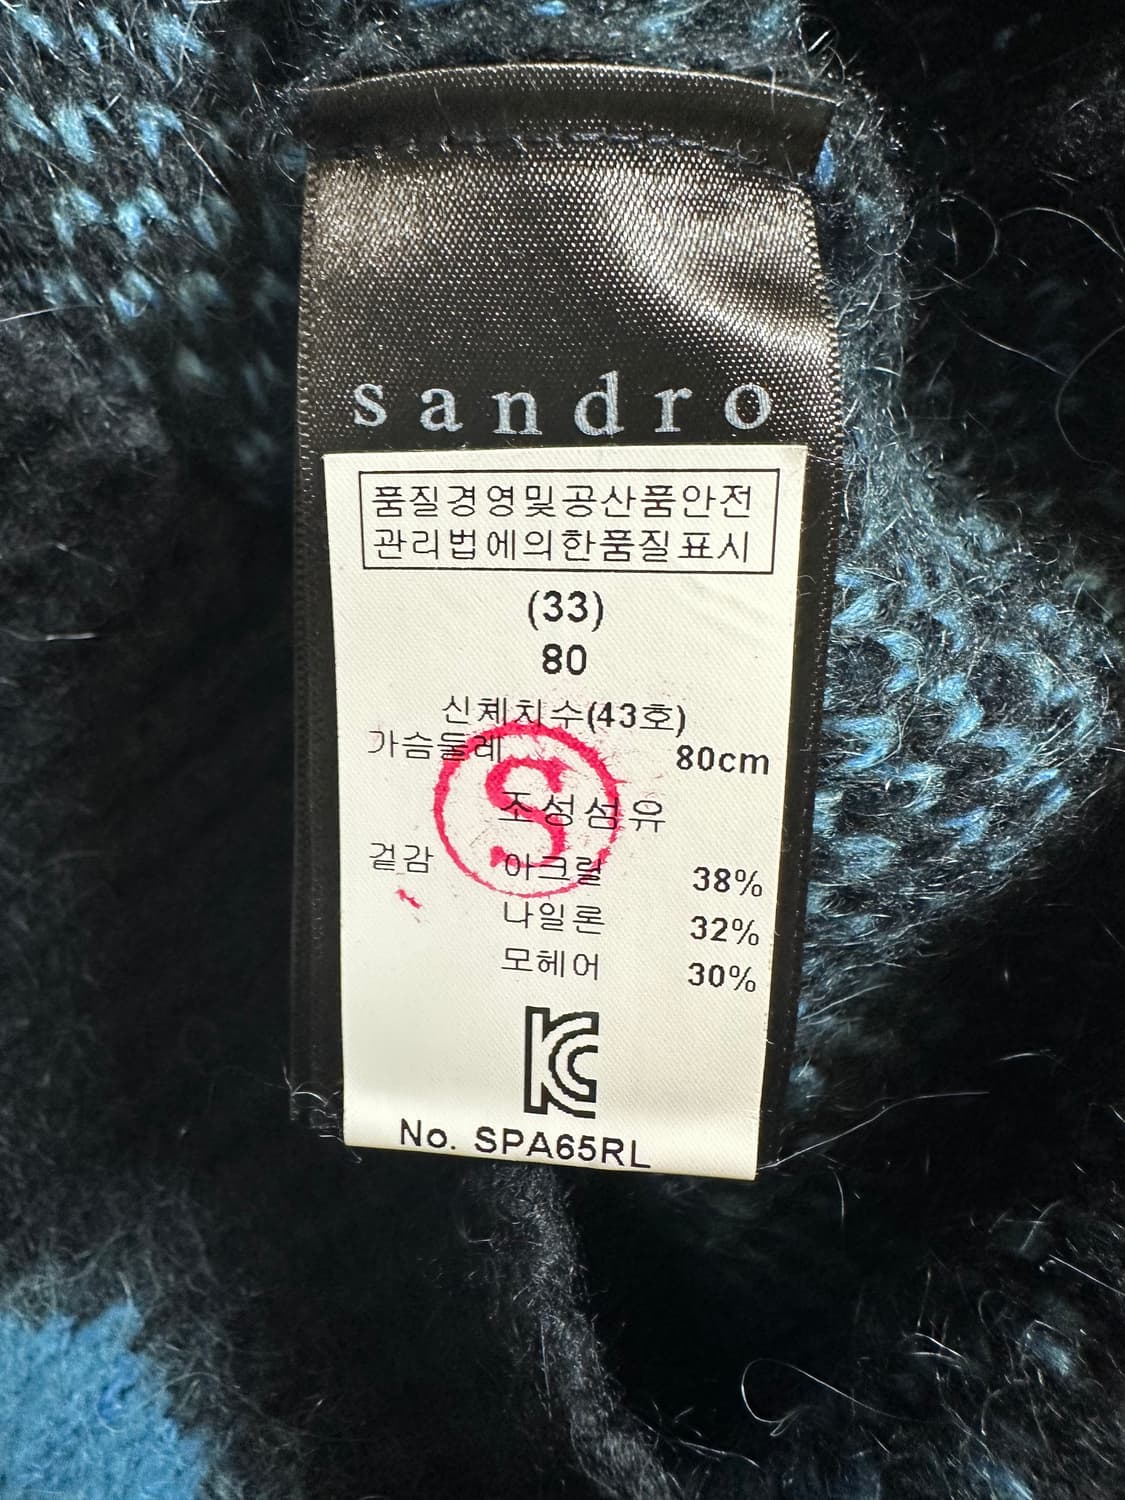 sandro
품질경영및공산품안전
관리법에의한품질표시
(33)
80
신체치수(43호)
가슴둘레 80cm
S
조성섬유
겉감 아크릴 38%
나일론 32%
모헤어 30%
KC
No. SPA65RL